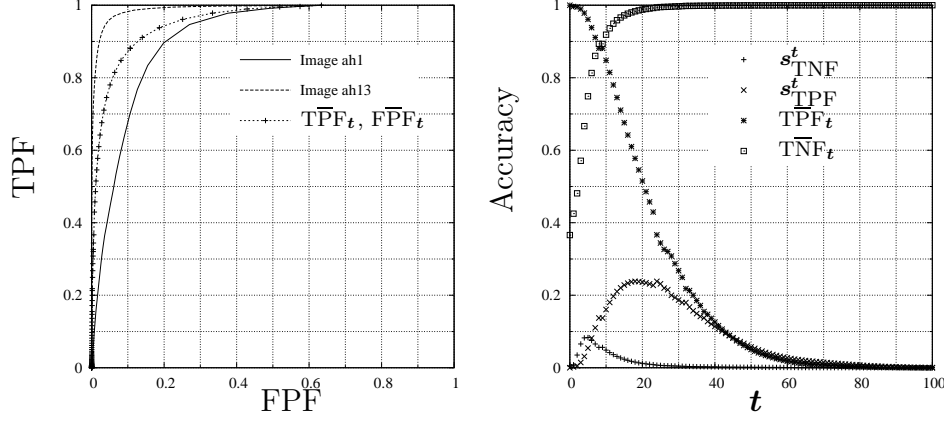 1
0.8
0.6
0.4
0.2
0
0 0.2 0.4 0.6 0.8 1
TPF
FPF
Image ah1
Image ah13
TP̅F_t, FP̅F_t
1
0.8
0.6
0.4
0.2
0
0 20 40 60 80 100
Accuracy
t
s^t_TNF
s^t_TPF
TP̅F_t
TN̅F_t